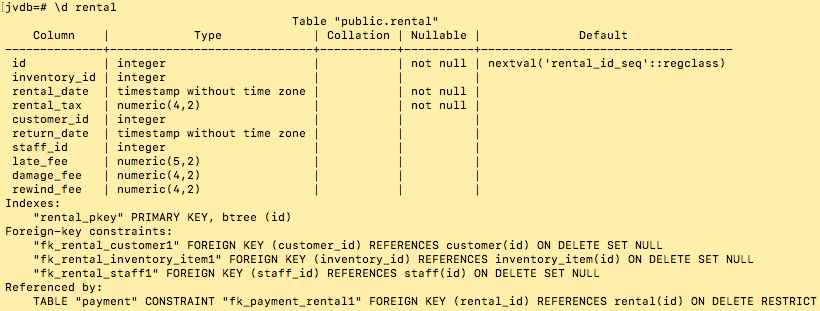 jvdb=# \d rental
                                          Table "public.rental"
    Column    |            Type             | Collation | Nullable |              Default
--------------+-----------------------------+-----------+----------+------------------------------------
 id           | integer                     |           | not null | nextval('rental_id_seq'::regclass)
 inventory_id | integer                     |           |          |
 rental_date  | timestamp without time zone |           | not null |
 rental_tax   | numeric(4,2)                |           | not null |
 customer_id  | integer                     |           |          |
 return_date  | timestamp without time zone |           |          |
 staff_id     | integer                     |           |          |
 late_fee     | numeric(5,2)                |           |          |
 damage_fee   | numeric(4,2)                |           |          |
 rewind_fee   | numeric(4,2)                |           |          |
Indexes:
    "rental_pkey" PRIMARY KEY, btree (id)
Foreign-key constraints:
    "fk_rental_customer1" FOREIGN KEY (customer_id) REFERENCES customer(id) ON DELETE SET NULL
    "fk_rental_inventory_item1" FOREIGN KEY (inventory_id) REFERENCES inventory_item(id) ON DELETE SET NULL
    "fk_rental_staff1" FOREIGN KEY (staff_id) REFERENCES staff(id) ON DELETE SET NULL
Referenced by:
    TABLE "payment" CONSTRAINT "fk_payment_rental1" FOREIGN KEY (rental_id) REFERENCES rental(id) ON DELETE RESTRICT